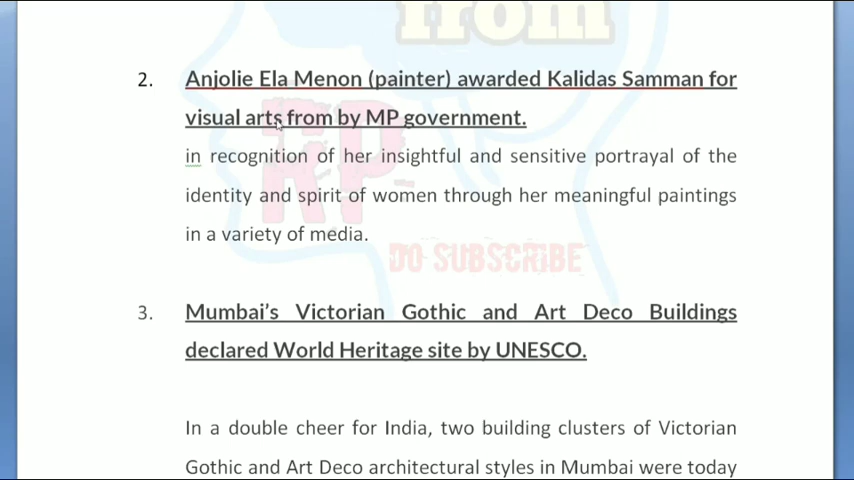 from
2. Anjolie Ela Menon (painter) awarded Kalidas Samman for
visual arts from by MP government.
in recognition of her insightful and sensitive portrayal of the
identity and spirit of women through her meaningful paintings
in a variety of media.
RP
DO SUBSCRIBE
3. Mumbai's Victorian Gothic and Art Deco Buildings
declared World Heritage site by UNESCO.
In a double cheer for India, two building clusters of Victorian
Gothic and Art Deco architectural styles in Mumbai were today